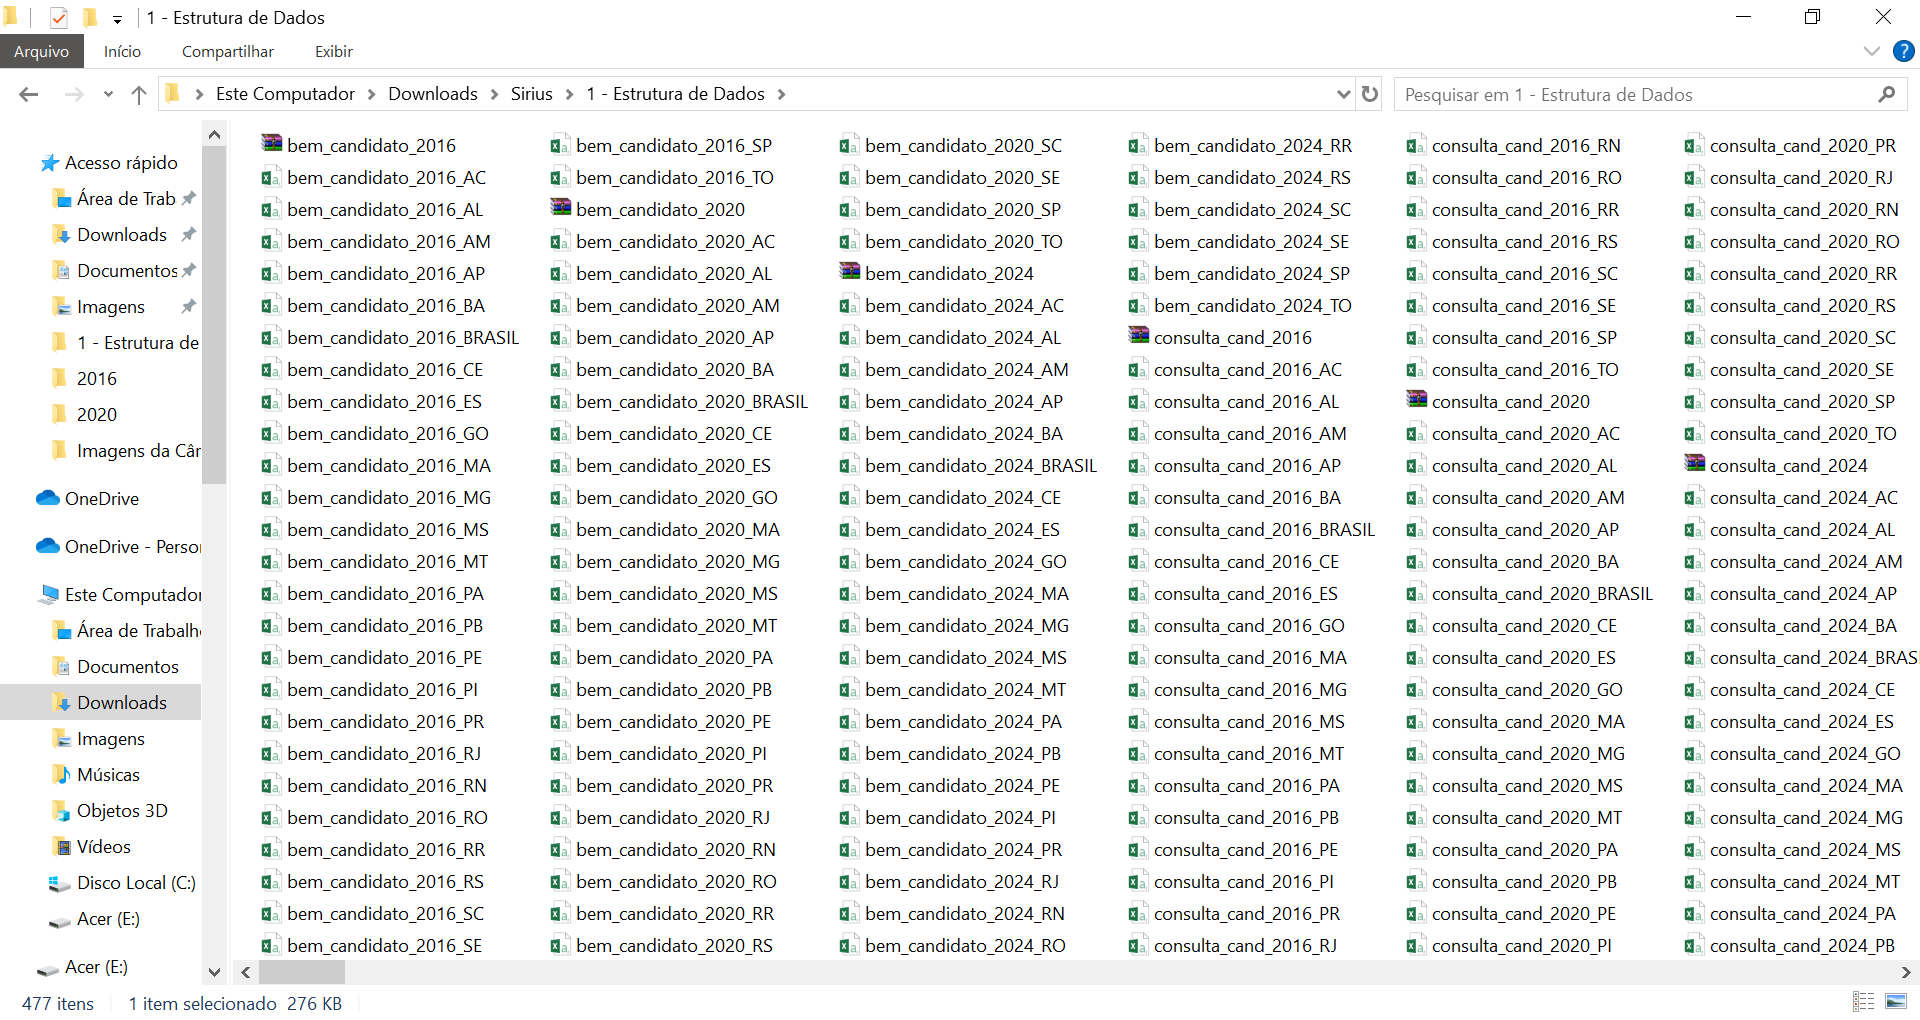 1 - Estrutura de Dados
Arquivo
Início
Compartilhar
Exibir
Este Computador
Downloads
Sirius
1 - Estrutura de Dados
Pesquisar em 1 - Estrutura de Dados
Acesso rápido
Área de Trab
Downloads
Documentos
Imagens
1 - Estrutura de
2016
2020
Imagens da Câr
OneDrive
OneDrive - Perso
Este Computador
Área de Trabalh
Documentos
Downloads
Imagens
Músicas
Objetos 3D
Vídeos
Disco Local (C:)
Acer (E:)
Acer (E:)
bem_candidato_2016
bem_candidato_2016_AC
bem_candidato_2016_AL
bem_candidato_2016_AM
bem_candidato_2016_AP
bem_candidato_2016_BA
bem_candidato_2016_BRASIL
bem_candidato_2016_CE
bem_candidato_2016_ES
bem_candidato_2016_GO
bem_candidato_2016_MA
bem_candidato_2016_MG
bem_candidato_2016_MS
bem_candidato_2016_MT
bem_candidato_2016_PA
bem_candidato_2016_PB
bem_candidato_2016_PE
bem_candidato_2016_PI
bem_candidato_2016_PR
bem_candidato_2016_RJ
bem_candidato_2016_RN
bem_candidato_2016_RO
bem_candidato_2016_RR
bem_candidato_2016_RS
bem_candidato_2016_SC
bem_candidato_2016_SE
bem_candidato_2016_SP
bem_candidato_2016_TO
bem_candidato_2020
bem_candidato_2020_AC
bem_candidato_2020_AL
bem_candidato_2020_AM
bem_candidato_2020_AP
bem_candidato_2020_BA
bem_candidato_2020_BRASIL
bem_candidato_2020_CE
bem_candidato_2020_ES
bem_candidato_2020_GO
bem_candidato_2020_MA
bem_candidato_2020_MG
bem_candidato_2020_MS
bem_candidato_2020_MT
bem_candidato_2020_PA
bem_candidato_2020_PB
bem_candidato_2020_PE
bem_candidato_2020_PI
bem_candidato_2020_PR
bem_candidato_2020_RJ
bem_candidato_2020_RN
bem_candidato_2020_RO
bem_candidato_2020_RR
bem_candidato_2020_RS
bem_candidato_2020_SC
bem_candidato_2020_SE
bem_candidato_2020_SP
bem_candidato_2020_TO
bem_candidato_2024
bem_candidato_2024_AC
bem_candidato_2024_AL
bem_candidato_2024_AM
bem_candidato_2024_AP
bem_candidato_2024_BA
bem_candidato_2024_BRASIL
bem_candidato_2024_CE
bem_candidato_2024_ES
bem_candidato_2024_GO
bem_candidato_2024_MA
bem_candidato_2024_MG
bem_candidato_2024_MS
bem_candidato_2024_MT
bem_candidato_2024_PA
bem_candidato_2024_PB
bem_candidato_2024_PE
bem_candidato_2024_PI
bem_candidato_2024_PR
bem_candidato_2024_RJ
bem_candidato_2024_RN
bem_candidato_2024_RO
bem_candidato_2024_RR
bem_candidato_2024_RS
bem_candidato_2024_SC
bem_candidato_2024_SE
bem_candidato_2024_SP
bem_candidato_2024_TO
consulta_cand_2016
consulta_cand_2016_AC
consulta_cand_2016_AL
consulta_cand_2016_AM
consulta_cand_2016_AP
consulta_cand_2016_BA
consulta_cand_2016_BRASIL
consulta_cand_2016_CE
consulta_cand_2016_ES
consulta_cand_2016_GO
consulta_cand_2016_MA
consulta_cand_2016_MG
consulta_cand_2016_MS
consulta_cand_2016_MT
consulta_cand_2016_PA
consulta_cand_2016_PB
consulta_cand_2016_PE
consulta_cand_2016_PI
consulta_cand_2016_PR
consulta_cand_2016_RJ
consulta_cand_2016_RN
consulta_cand_2016_RO
consulta_cand_2016_RR
consulta_cand_2016_RS
consulta_cand_2016_SC
consulta_cand_2016_SE
consulta_cand_2016_SP
consulta_cand_2016_TO
consulta_cand_2020
consulta_cand_2020_AC
consulta_cand_2020_AL
consulta_cand_2020_AM
consulta_cand_2020_AP
consulta_cand_2020_BA
consulta_cand_2020_BRASIL
consulta_cand_2020_CE
consulta_cand_2020_ES
consulta_cand_2020_GO
consulta_cand_2020_MA
consulta_cand_2020_MG
consulta_cand_2020_MS
consulta_cand_2020_MT
consulta_cand_2020_PA
consulta_cand_2020_PB
consulta_cand_2020_PE
consulta_cand_2020_PI
consulta_cand_2020_PR
consulta_cand_2020_RJ
consulta_cand_2020_RN
consulta_cand_2020_RO
consulta_cand_2020_RR
consulta_cand_2020_RS
consulta_cand_2020_SC
consulta_cand_2020_SE
consulta_cand_2020_SP
consulta_cand_2020_TO
consulta_cand_2024
consulta_cand_2024_AC
consulta_cand_2024_AL
consulta_cand_2024_AM
consulta_cand_2024_AP
consulta_cand_2024_BA
consulta_cand_2024_BRASI
consulta_cand_2024_CE
consulta_cand_2024_ES
consulta_cand_2024_GO
consulta_cand_2024_MA
consulta_cand_2024_MG
consulta_cand_2024_MS
consulta_cand_2024_MT
consulta_cand_2024_PA
consulta_cand_2024_PB
477 itens
1 item selecionado 276 KB